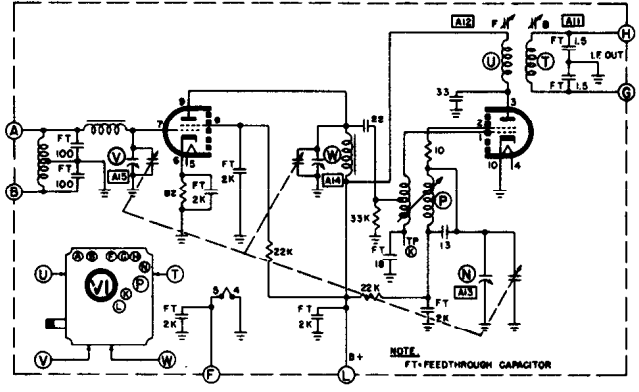 A12 F B A11 H
FT 1.5
U T I.F. OUT
G
FT 1.5
9 33 3
A 7 8 22 2 1
FT 100 V W 10
6 5 10 4
B FT 100 A15 A14
82 FT 2K FT 2K 33K P
22K TP K 13
FT 18 N
A13
A B F G H
N
U V1 P T
K
L
22K FT 2K
5 4
FT 2K FT 2K
B+
V W F L
NOTE.
FT=FEEDTHROUGH CAPACITOR